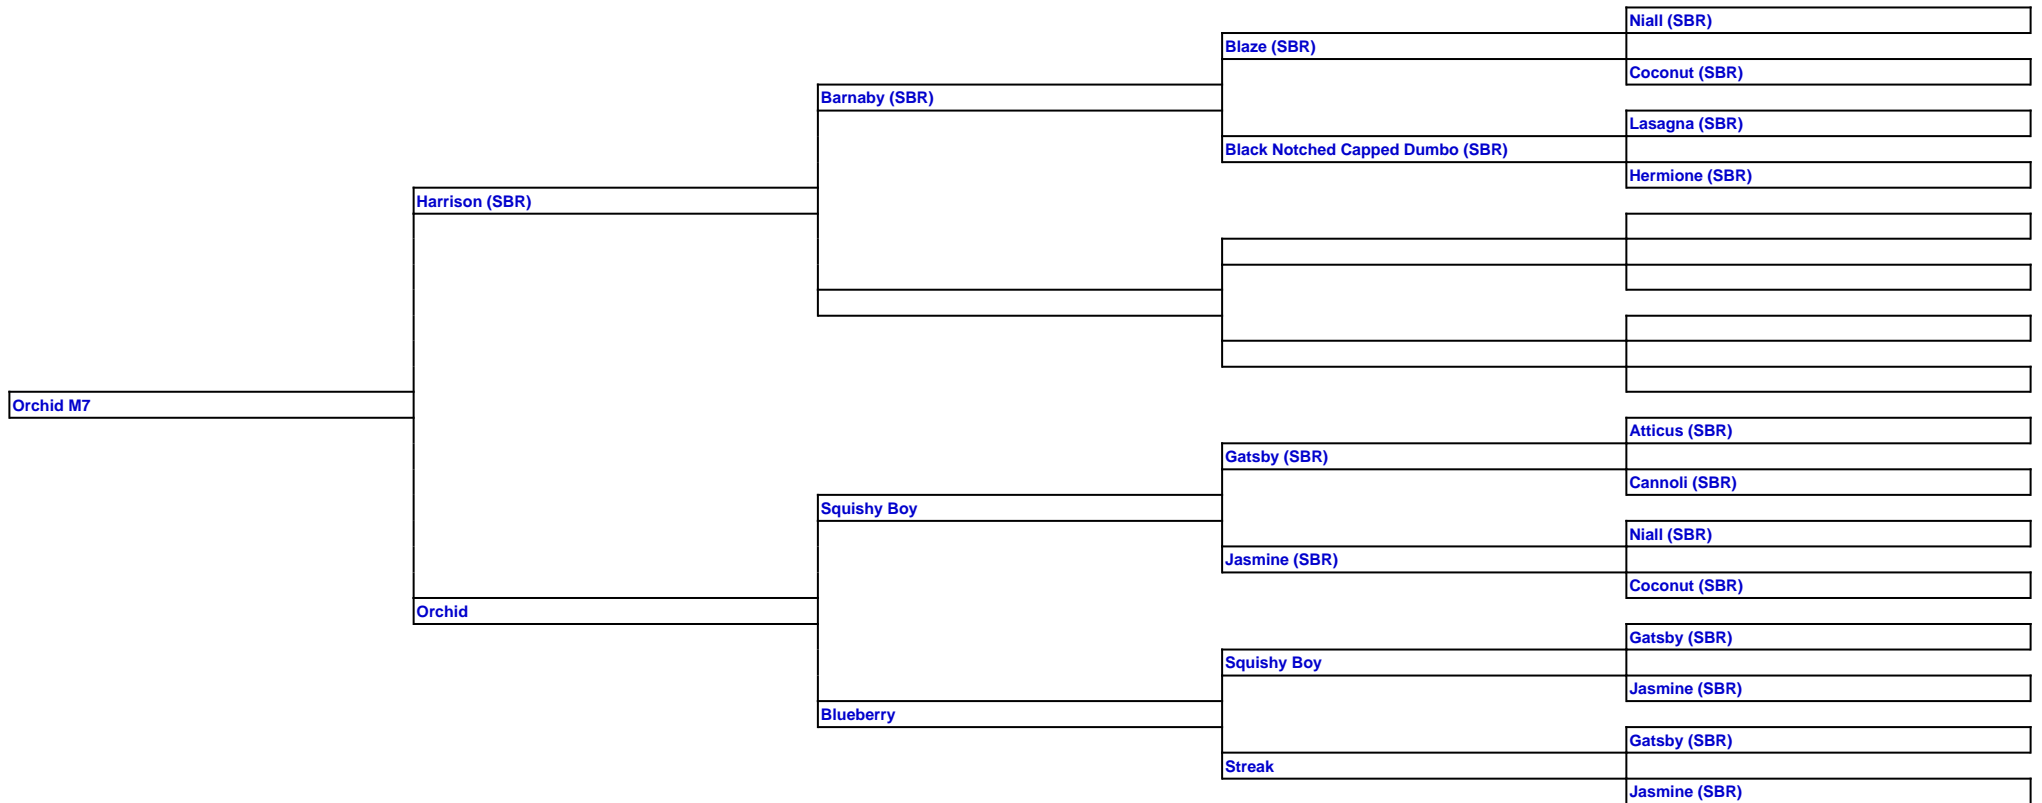 Niall (SBR)
Blaze (SBR)
Coconut (SBR)
Barnaby (SBR)
Lasagna (SBR)
Black Notched Capped Dumbo (SBR)
Hermione (SBR)
Harrison (SBR)
Orchid M7
Atticus (SBR)
Gatsby (SBR)
Cannoli (SBR)
Squishy Boy
Niall (SBR)
Jasmine (SBR)
Coconut (SBR)
Orchid
Gatsby (SBR)
Squishy Boy
Jasmine (SBR)
Blueberry
Gatsby (SBR)
Streak
Jasmine (SBR)